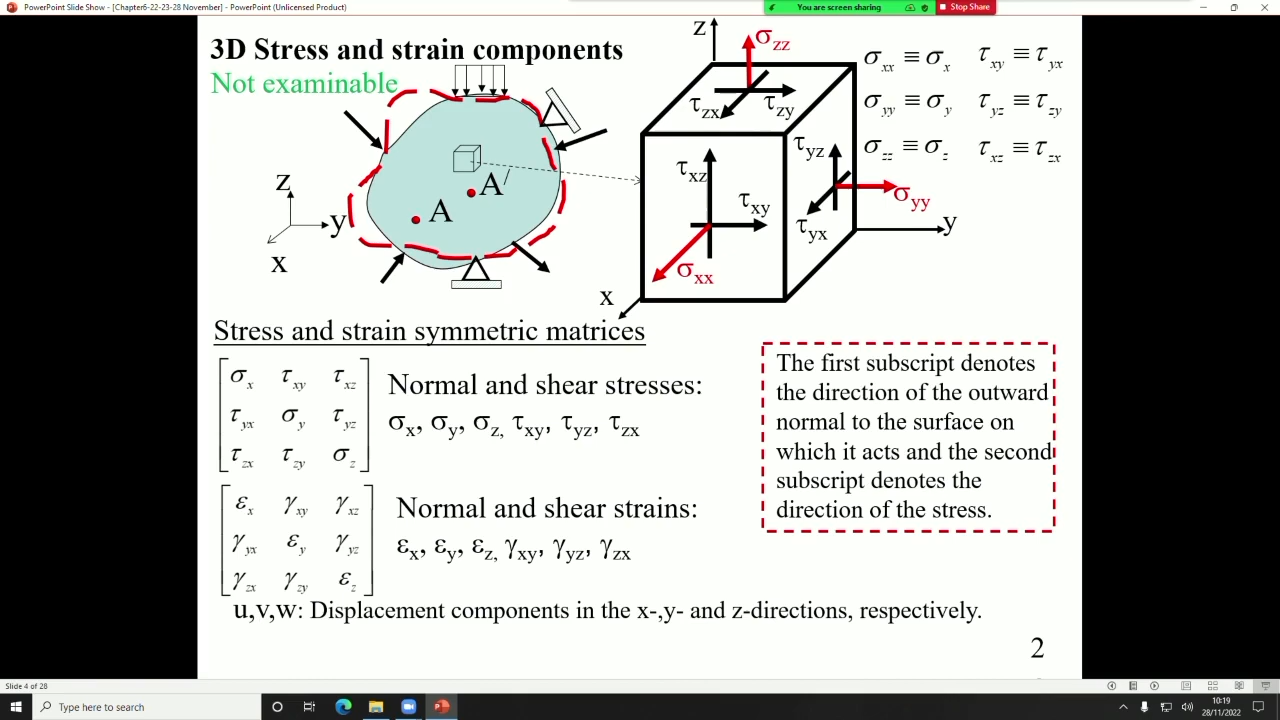 PowerPoint Slide Show - [Chapter6-22-23-28 November] - PowerPoint (Unlicensed Product)
You are screen sharing
Stop Share
3D Stress and strain components
Not examinable
z
y
x
A
A′
z
y
x
σzz
τzx
τzy
τyz
τxz
τxy
σyy
τyx
σxx
σxx ≡ σx τxy ≡ τyx
σyy ≡ σy τyz ≡ τzy
σzz ≡ σz τxz ≡ τzx
Stress and strain symmetric matrices
σx τxy τxz
τyx σy τyz
τzx τzy σz
Normal and shear stresses:
σx, σy, σz, τxy, τyz, τzx
εx γxy γxz
γyx εy γyz
γzx γzy εz
Normal and shear strains:
εx, εy, εz, γxy, γyz, γzx
The first subscript denotes
the direction of the outward
normal to the surface on
which it acts and the second
subscript denotes the
direction of the stress.
u,v,w: Displacement components in the x-,y- and z-directions, respectively.
2
Slide 4 of 28
Type here to search
10:19
28/11/2022